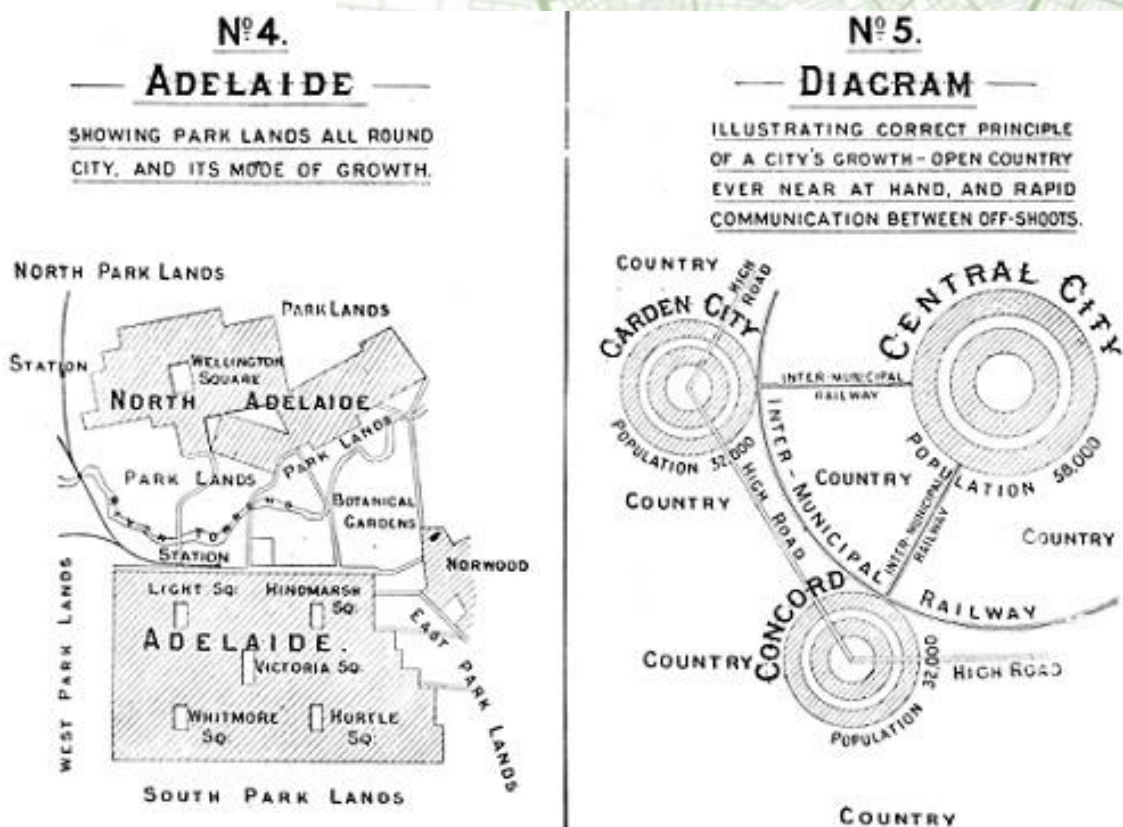 Nº 4.
ADELAIDE
SHOWING PARK LANDS ALL ROUND
CITY, AND ITS MODE OF GROWTH.
NORTH PARK LANDS
PARK LANDS
STATION
WELLINGTON
SQUARE
NORTH ADELAIDE
PARK LANDS
PARK LANDS
BOTANICAL
GARDENS
RIVER TORRENS
STATION
NORWOOD
LIGHT SQ.
HINDMARSH
SQ.
ADELAIDE.
VICTORIA SQ.
WHITMORE
SQ.
HURTLE
SQ.
WEST PARK LANDS
EAST PARK LANDS
SOUTH PARK LANDS
Nº 5.
DIAGRAM
ILLUSTRATING CORRECT PRINCIPLE
OF A CITY'S GROWTH - OPEN COUNTRY
EVER NEAR AT HAND, AND RAPID
COMMUNICATION BETWEEN OFF-SHOOTS.
COUNTRY
HIGH
ROAD
GARDEN CITY
POPULATION 32,000
CENTRAL CITY
POPULATION 58,000
INTER-MUNICIPAL
RAILWAY
INTER-MUNICIPAL RAILWAY
COUNTRY
COUNTRY
HIGH ROAD
INTER-MUNICIPAL
RAILWAY
COUNTRY
CONCORD
32,000
POPULATION
COUNTRY
HIGH ROAD
COUNTRY